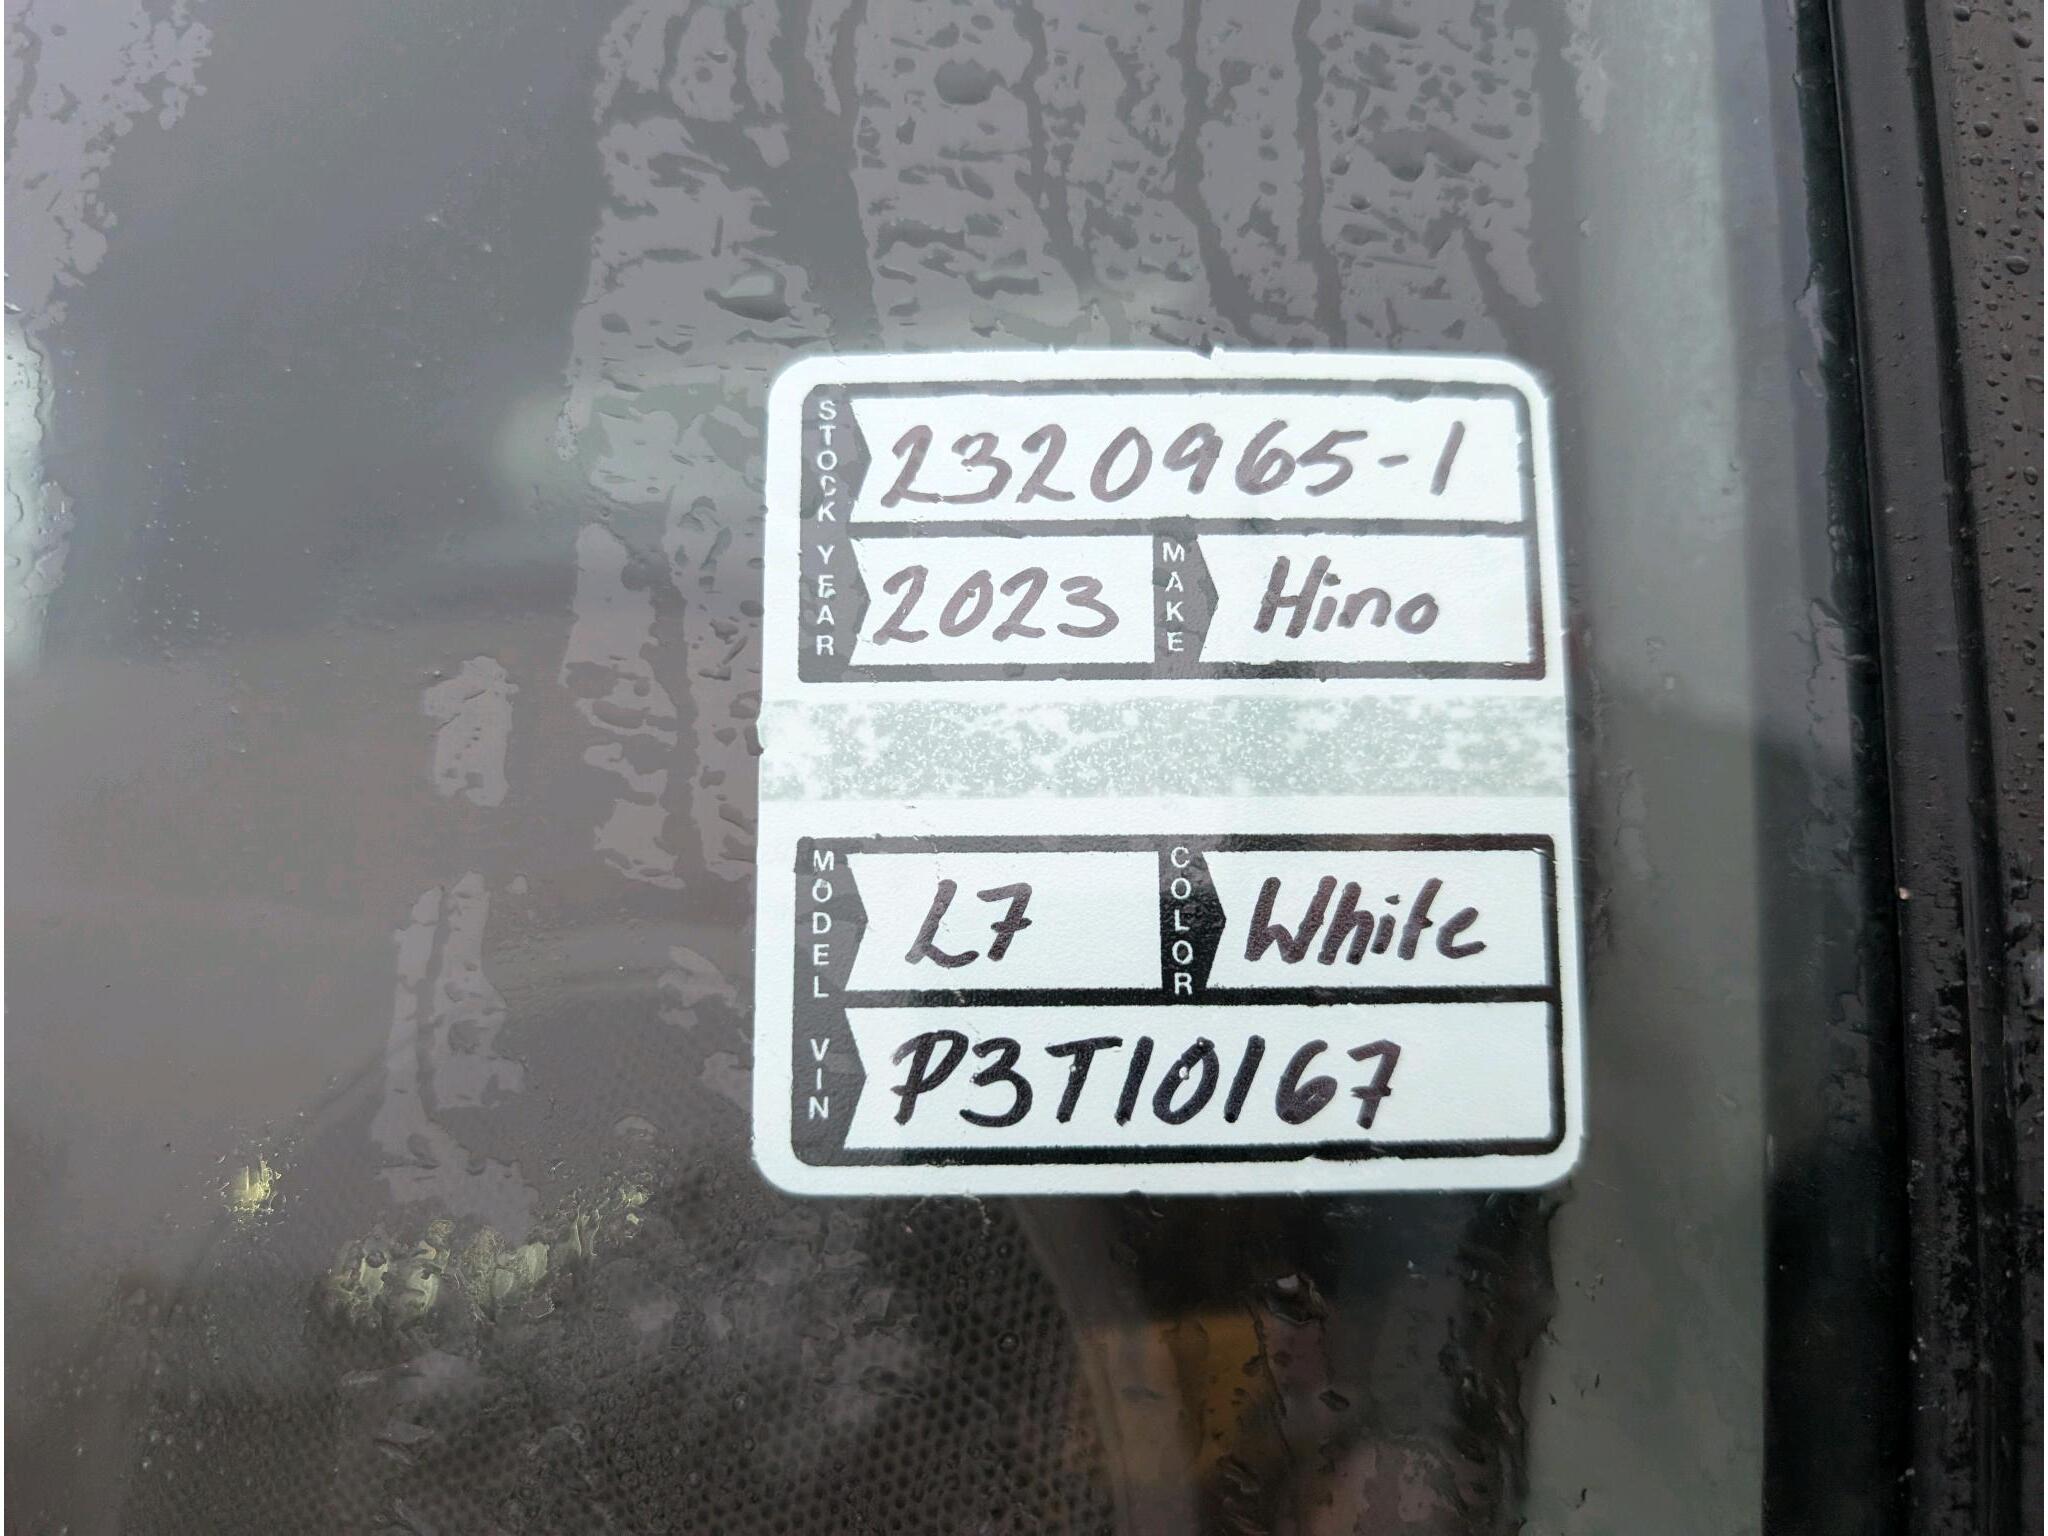 STOCK 2320965-1
YEAR 2023 MAKE Hino
MODEL L7 COLOR White
VIN P3T10167